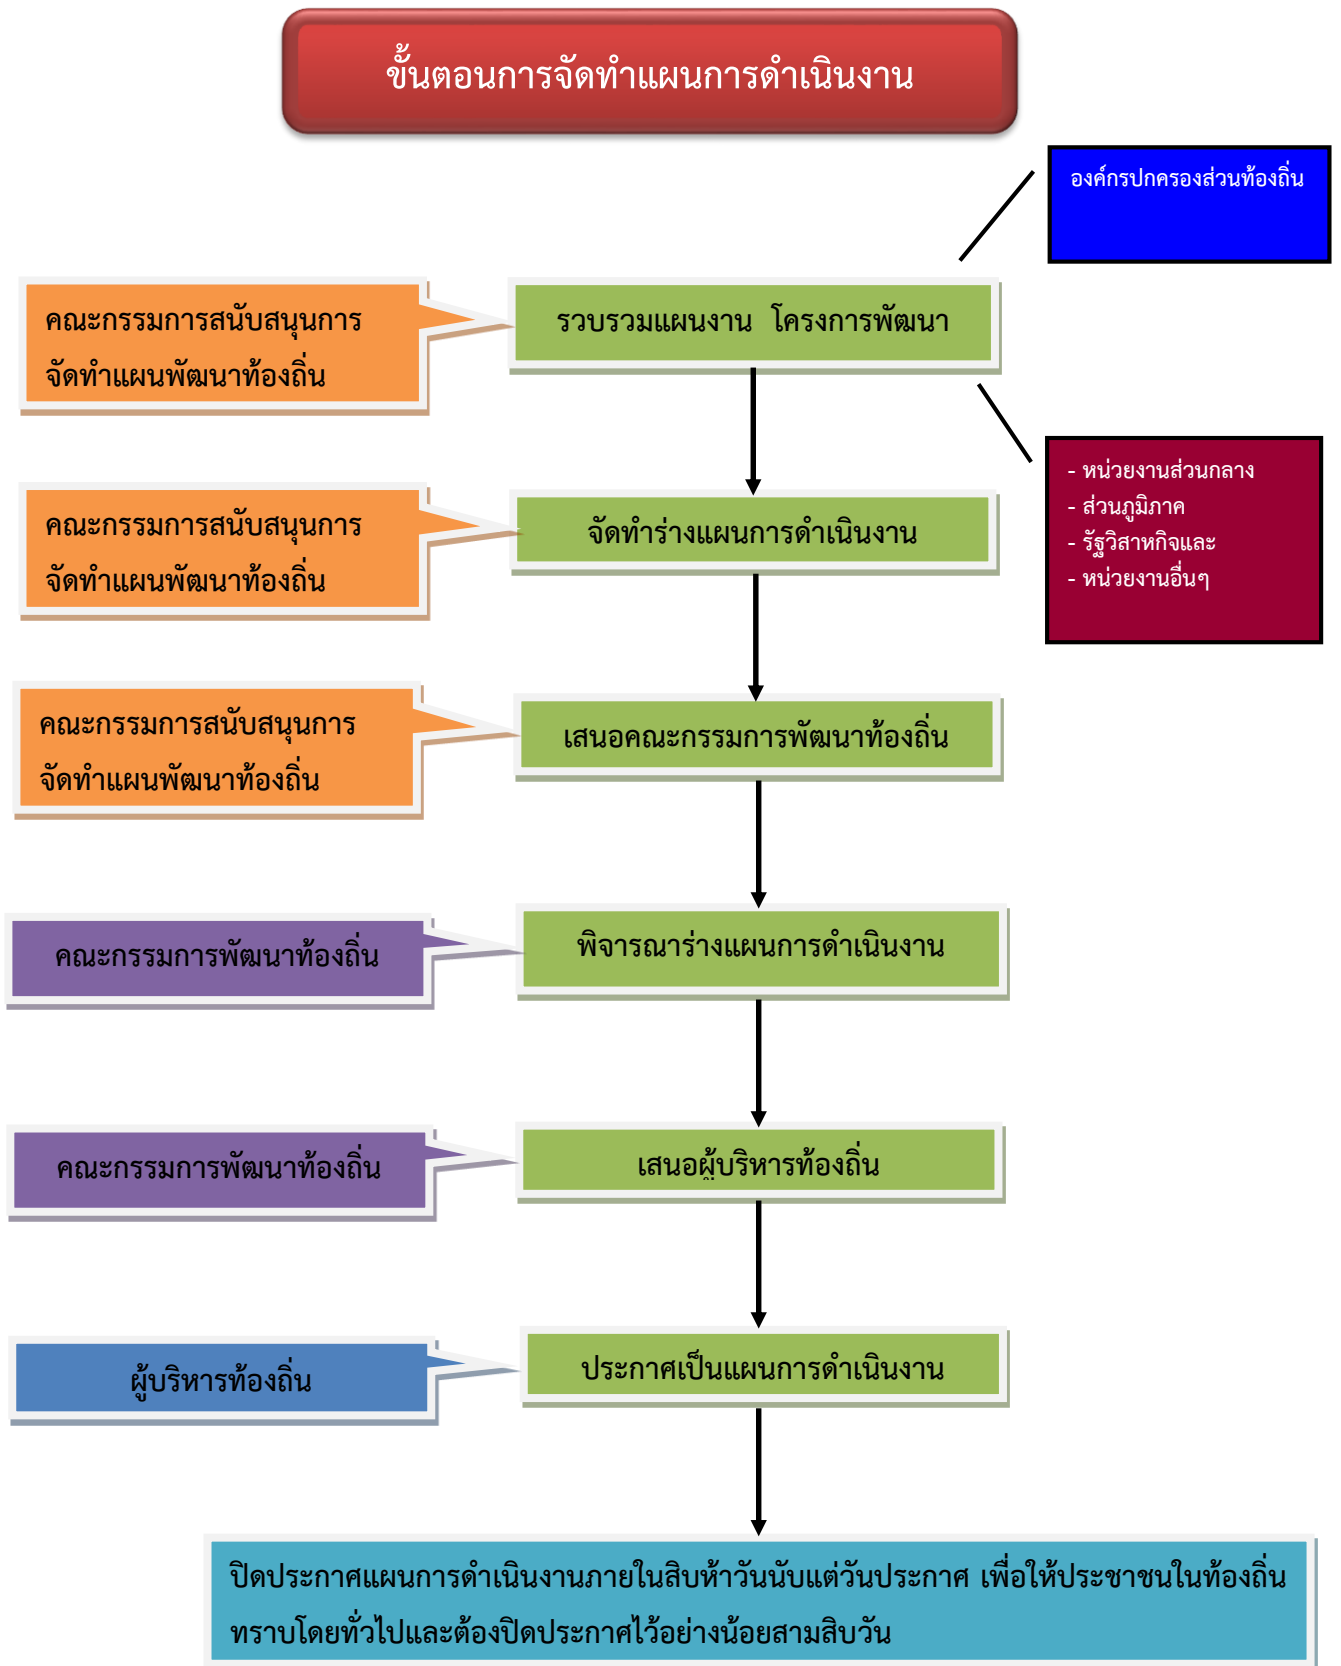 ขั้นตอนการจัดทำแผนการดำเนินงาน
องค์กรปกครองส่วนท้องถิ่น
คณะกรรมการสนับสนุนการ
จัดทำแผนพัฒนาท้องถิ่น
รวบรวมแผนงาน โครงการพัฒนา
- หน่วยงานส่วนกลาง
- ส่วนภูมิภาค
- รัฐวิสาหกิจและ
- หน่วยงานอื่นๆ
คณะกรรมการสนับสนุนการ
จัดทำแผนพัฒนาท้องถิ่น
จัดทำร่างแผนการดำเนินงาน
คณะกรรมการสนับสนุนการ
จัดทำแผนพัฒนาท้องถิ่น
เสนอคณะกรรมการพัฒนาท้องถิ่น
คณะกรรมการพัฒนาท้องถิ่น
พิจารณาร่างแผนการดำเนินงาน
คณะกรรมการพัฒนาท้องถิ่น
เสนอผู้บริหารท้องถิ่น
ผู้บริหารท้องถิ่น
ประกาศเป็นแผนการดำเนินงาน
ปิดประกาศแผนการดำเนินงานภายในสิบห้าวันนับแต่วันประกาศ เพื่อให้ประชาชนในท้องถิ่น
ทราบโดยทั่วไปและต้องปิดประกาศไว้อย่างน้อยสามสิบวัน